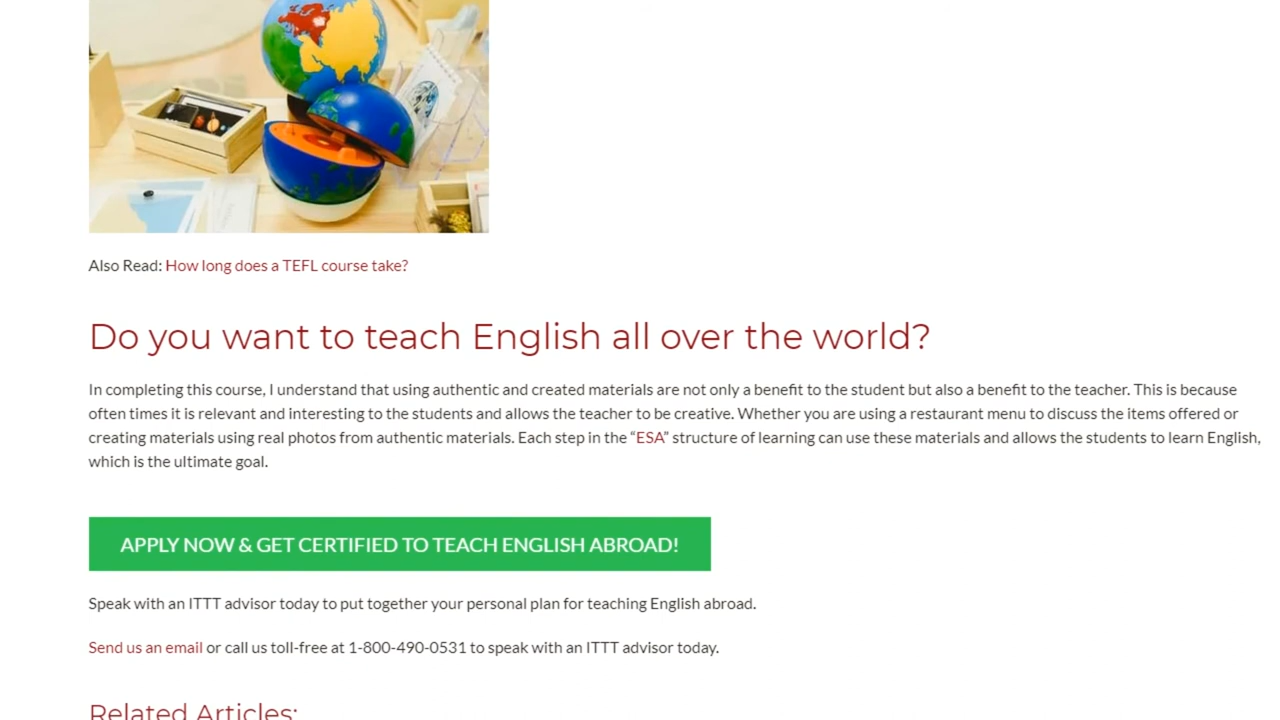 Also Read: How long does a TEFL course take?
Do you want to teach English all over the world?
In completing this course, I understand that using authentic and created materials are not only a benefit to the student but also a benefit to the teacher. This is because
often times it is relevant and interesting to the students and allows the teacher to be creative. Whether you are using a restaurant menu to discuss the items offered or
creating materials using real photos from authentic materials. Each step in the “ESA” structure of learning can use these materials and allows the students to learn English,
which is the ultimate goal.
APPLY NOW & GET CERTIFIED TO TEACH ENGLISH ABROAD!
Speak with an ITTT advisor today to put together your personal plan for teaching English abroad.
Send us an email or call us toll-free at 1-800-490-0531 to speak with an ITTT advisor today.
Related Articles: